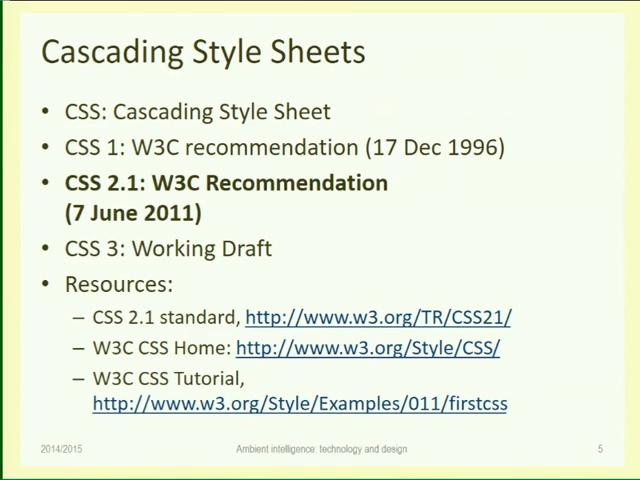 Cascading Style Sheets
• CSS: Cascading Style Sheet
• CSS 1: W3C recommendation (17 Dec 1996)
• CSS 2.1: W3C Recommendation
(7 June 2011)
• CSS 3: Working Draft
• Resources:
– CSS 2.1 standard, http://www.w3.org/TR/CSS21/
– W3C CSS Home: http://www.w3.org/Style/CSS/
– W3C CSS Tutorial,
http://www.w3.org/Style/Examples/011/firstcss
2014/2015 Ambient intelligence: technology and design 5